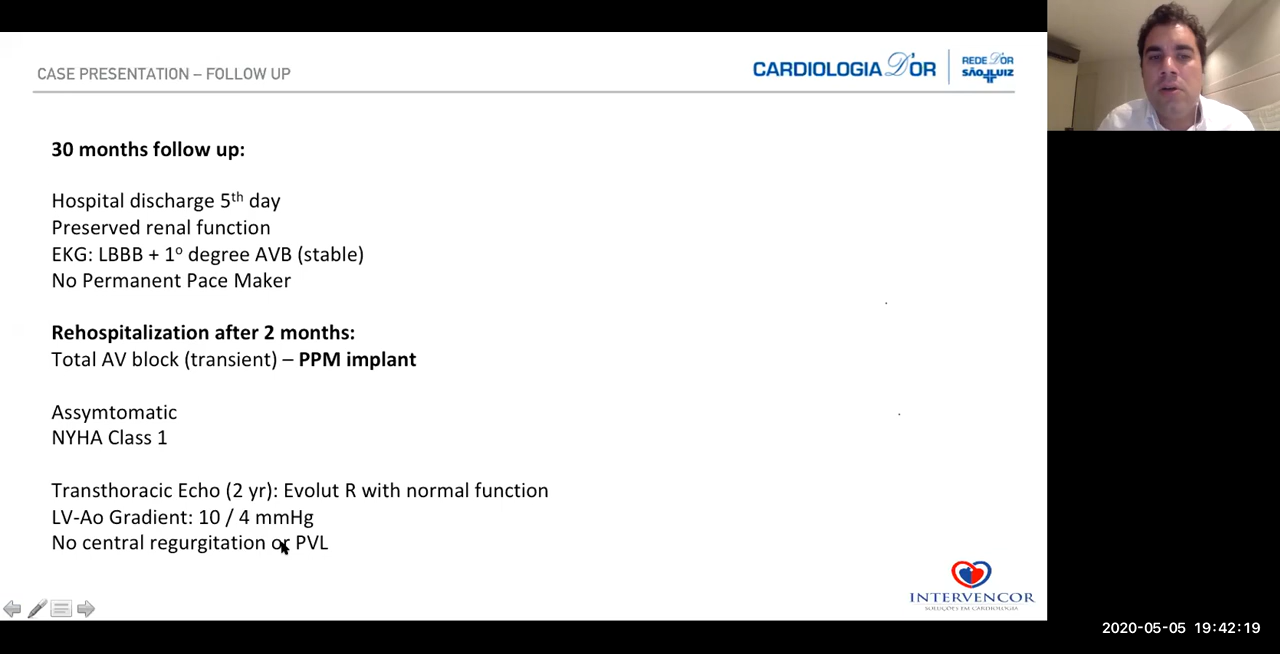 CASE PRESENTATION – FOLLOW UP
CARDIOLOGIA D'OR
REDE D'OR
SÃO LUIZ
30 months follow up:
Hospital discharge 5th day
Preserved renal function
EKG: LBBB + 1º degree AVB (stable)
No Permanent Pace Maker
Rehospitalization after 2 months:
Total AV block (transient) – PPM implant
Assymtomatic
NYHA Class 1
Transthoracic Echo (2 yr): Evolut R with normal function
LV-Ao Gradient: 10 / 4 mmHg
No central regurgitation or PVL
INTERVENCOR
SOLUÇÕES EM CARDIOLOGIA
2020-05-05 19:42:19